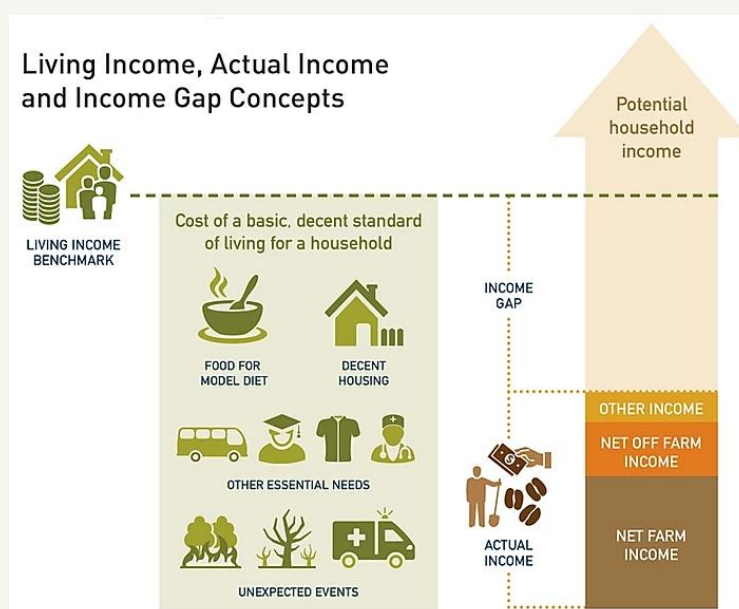 Living Income, Actual Income
and Income Gap Concepts
Potential
household
income
LIVING INCOME
BENCHMARK
Cost of a basic, decent standard
of living for a household
FOOD FOR
MODEL DIET
DECENT
HOUSING
OTHER ESSENTIAL NEEDS
UNEXPECTED EVENTS
INCOME
GAP
ACTUAL
INCOME
OTHER INCOME
NET OFF FARM
INCOME
NET FARM
INCOME